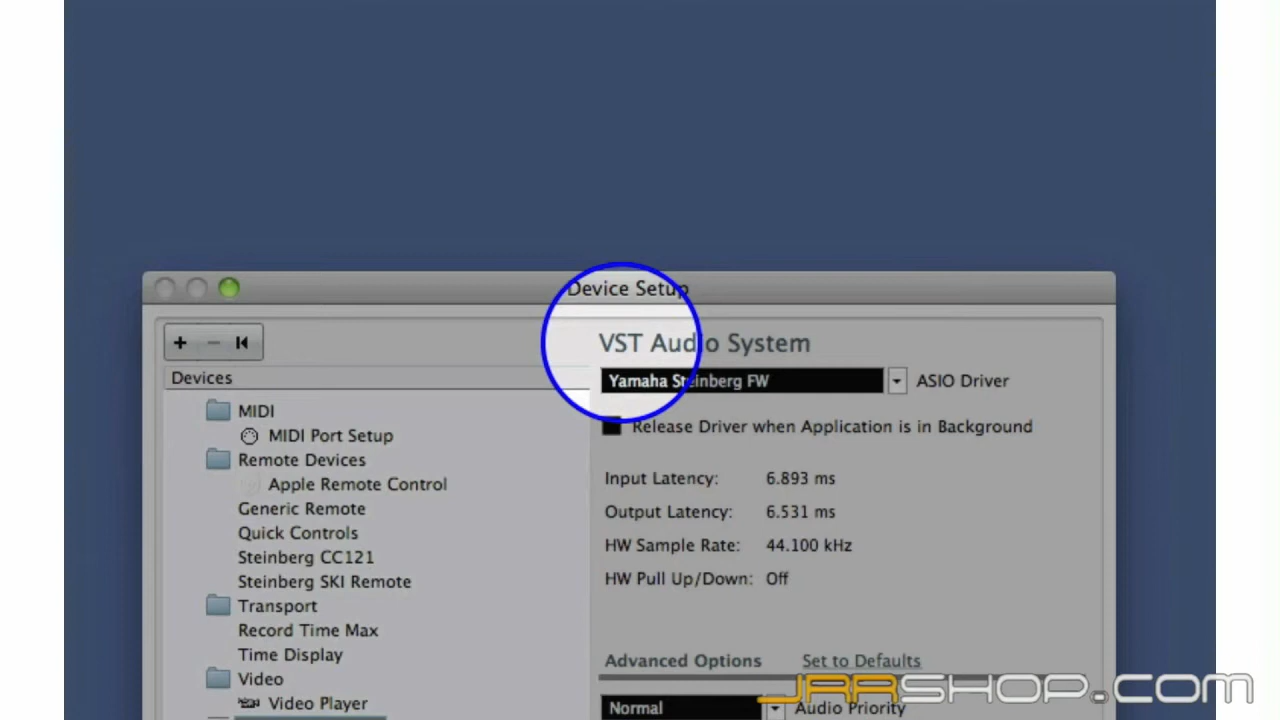 Device Setup
+ −
Devices
MIDI
MIDI Port Setup
Remote Devices
Apple Remote Control
Generic Remote
Quick Controls
Steinberg CC121
Steinberg SKI Remote
Transport
Record Time Max
Time Display
Video
Video Player
VST Audio System
Yamaha Steinberg FW ASIO Driver
Release Driver when Application is in Background
Input Latency: 6.893 ms
Output Latency: 6.531 ms
HW Sample Rate: 44.100 kHz
HW Pull Up/Down: Off
Advanced Options Set to Defaults
Normal Audio Priority
JRRSHOP.COM